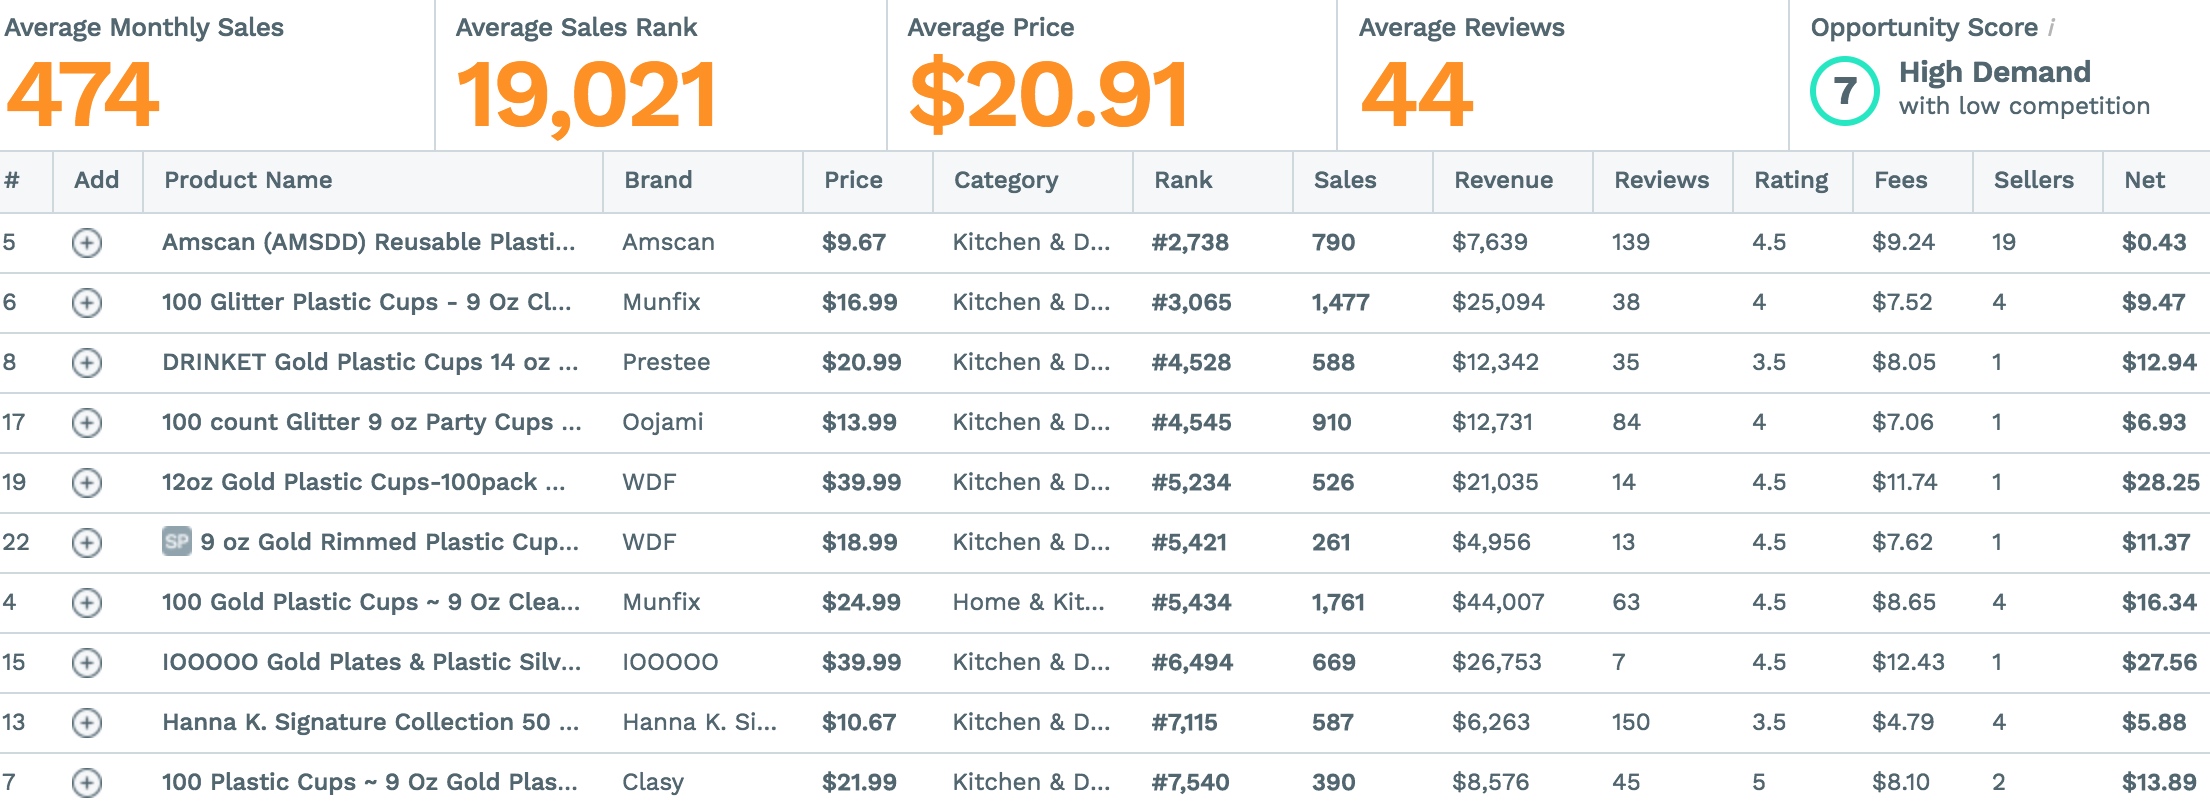 Average Monthly Sales Average Sales Rank Average Price Average Reviews Opportunity Score i
474 19,021 $20.91 44 7 High Demand
with low competition
# Add Product Name Brand Price Category Rank Sales Revenue Reviews Rating Fees Sellers Net
5 Amscan (AMSDD) Reusable Plasti... Amscan $9.67 Kitchen & D... #2,738 790 $7,639 139 4.5 $9.24 19 $0.43
6 100 Glitter Plastic Cups - 9 Oz Cl... Munfix $16.99 Kitchen & D... #3,065 1,477 $25,094 38 4 $7.52 4 $9.47
8 DRINKET Gold Plastic Cups 14 oz ... Prestee $20.99 Kitchen & D... #4,528 588 $12,342 35 3.5 $8.05 1 $12.94
17 100 count Glitter 9 oz Party Cups ... Oojami $13.99 Kitchen & D... #4,545 910 $12,731 84 4 $7.06 1 $6.93
19 12oz Gold Plastic Cups-100pack ... WDF $39.99 Kitchen & D... #5,234 526 $21,035 14 4.5 $11.74 1 $28.25
22 SP 9 oz Gold Rimmed Plastic Cup... WDF $18.99 Kitchen & D... #5,421 261 $4,956 13 4.5 $7.62 1 $11.37
4 100 Gold Plastic Cups ~ 9 Oz Clea... Munfix $24.99 Home & Kit... #5,434 1,761 $44,007 63 4.5 $8.65 4 $16.34
15 IOOOOO Gold Plates & Plastic Silv... IOOOOO $39.99 Kitchen & D... #6,494 669 $26,753 7 4.5 $12.43 1 $27.56
13 Hanna K. Signature Collection 50 ... Hanna K. Si... $10.67 Kitchen & D... #7,115 587 $6,263 150 3.5 $4.79 4 $5.88
7 100 Plastic Cups ~ 9 Oz Gold Plas... Clasy $21.99 Kitchen & D... #7,540 390 $8,576 45 5 $8.10 2 $13.89